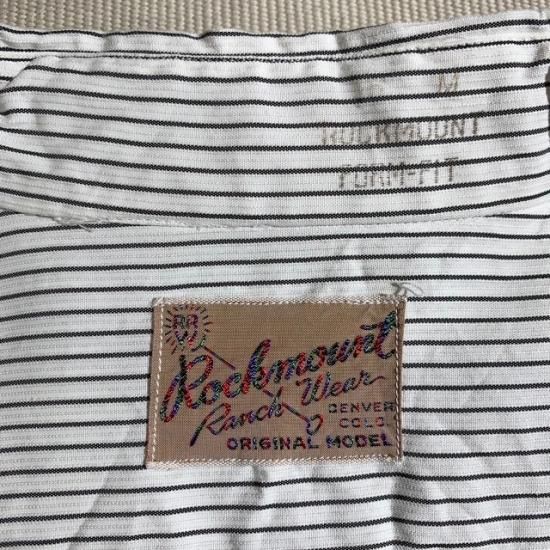 M
ROCKMOUNT
FORM-FIT
RR
W
Rockmount
Ranch Wear
DENVER
COLO.
ORIGINAL MODEL